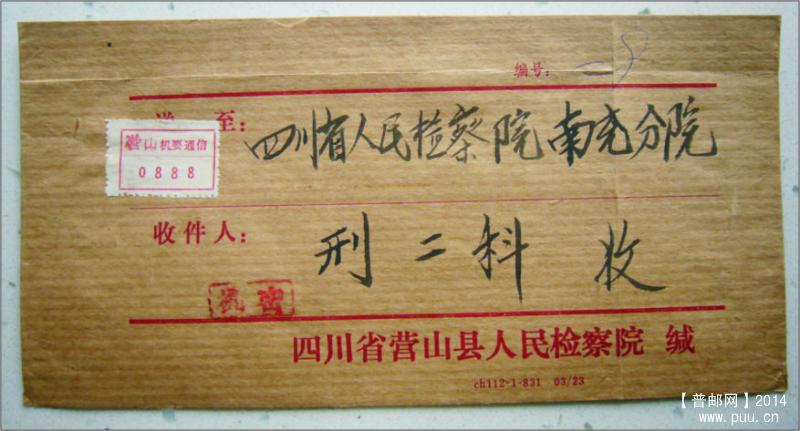 编号：
送 至：四川省人民检察院南充分院
营山机要通信
0888
收件人：刑二科 收
机密
四川省营山县人民检察院 缄
ch112-1-831 03/23
【普邮网】2014
www.puu.cn